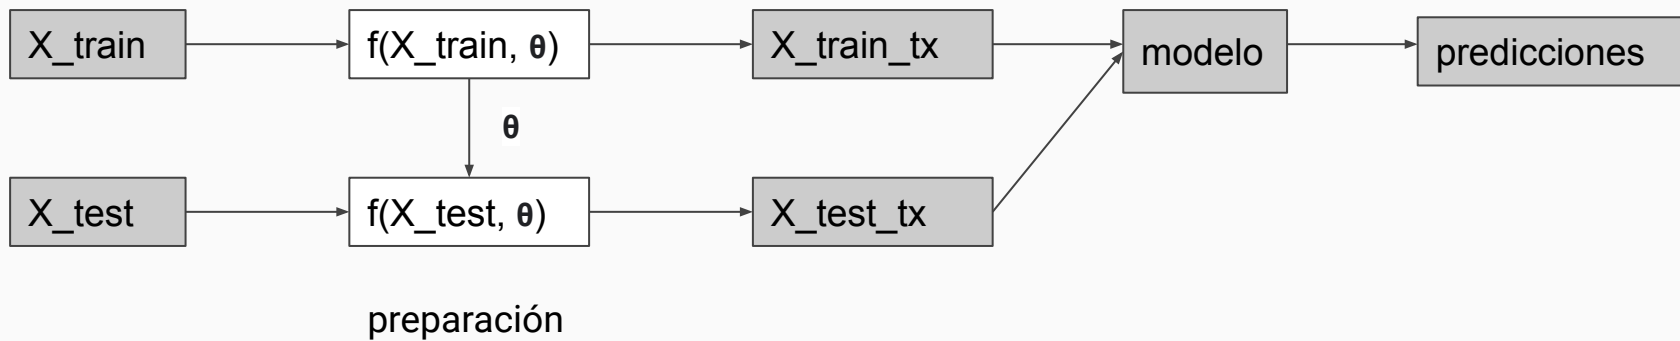 X_train
f(X_train, θ)
X_train_tx
modelo
predicciones
θ
X_test
f(X_test, θ)
X_test_tx
preparación